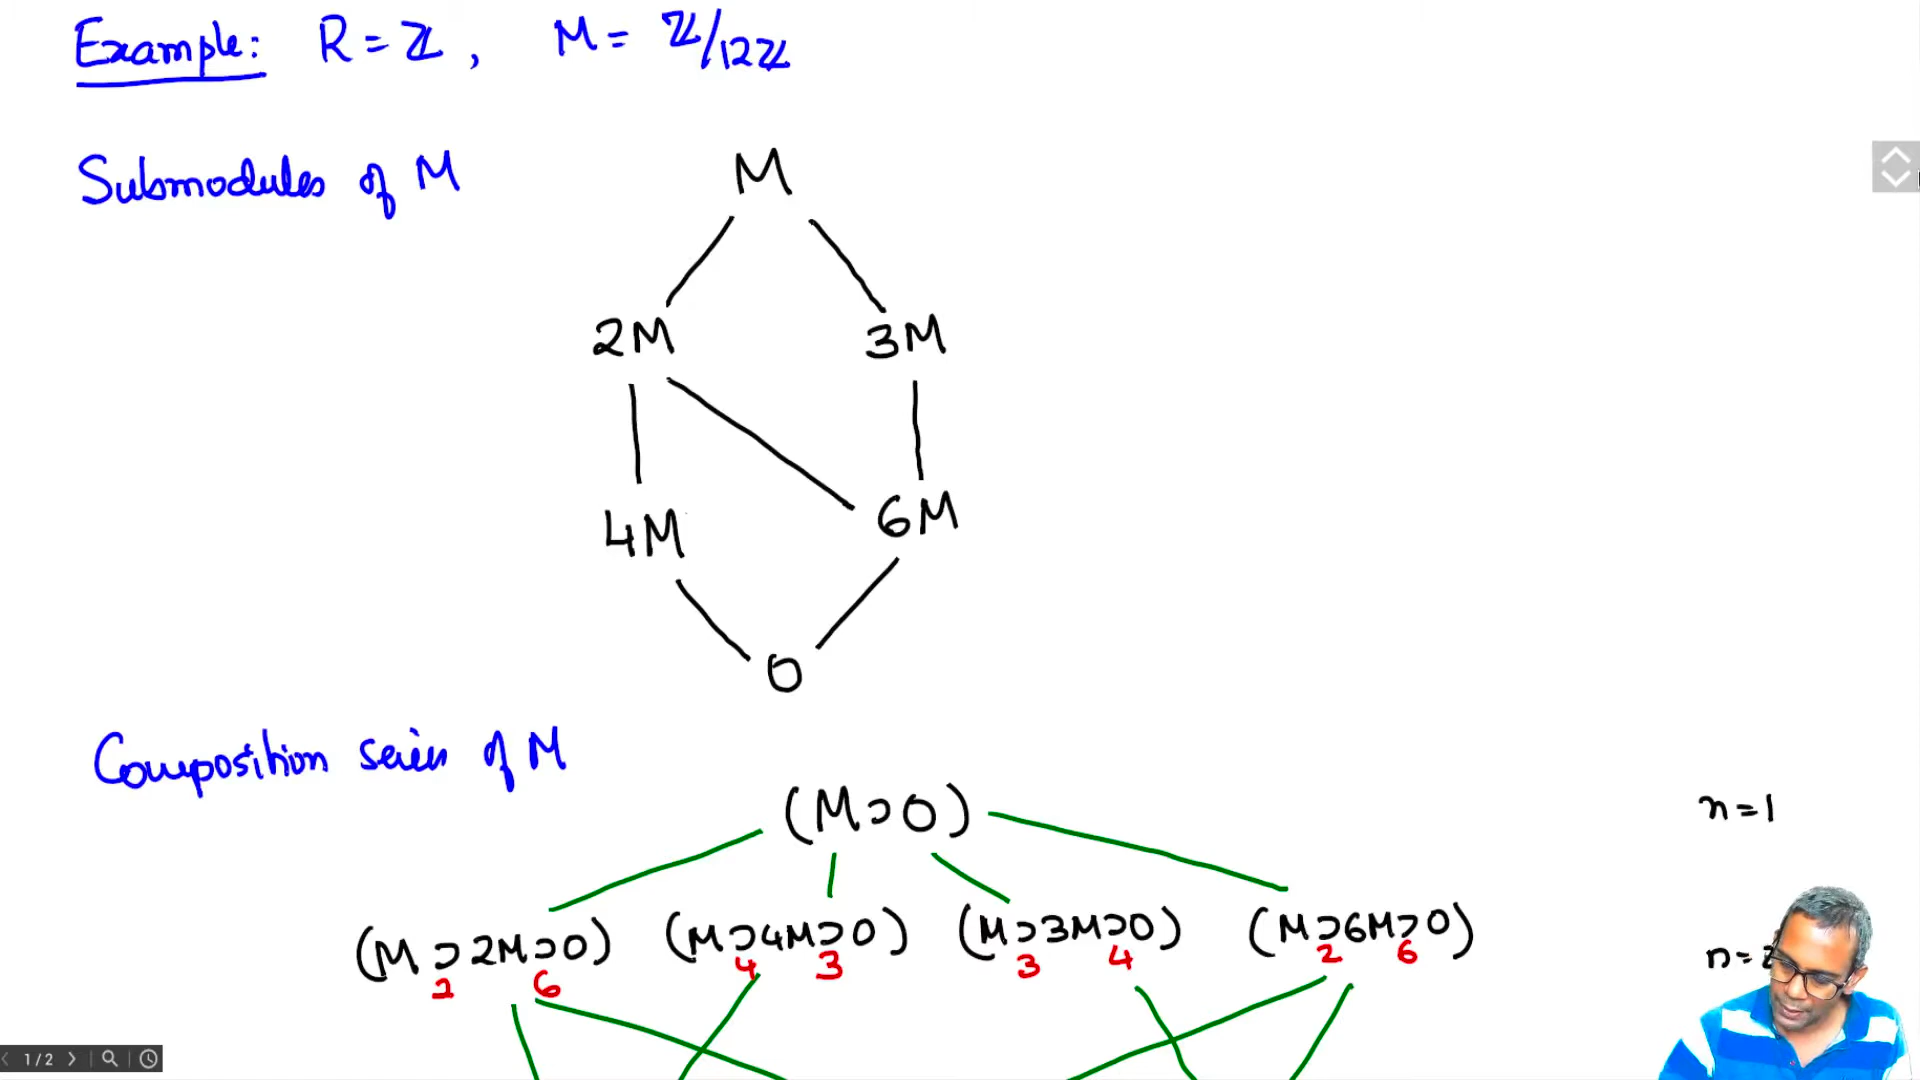 Example: R = ℤ, M = ℤ/12ℤ
Submodules of M
M
2M 3M
4M 6M
0
Composition series of M
(M⊃0) n=1
(M⊃2M⊃0) (M⊃4M⊃0) (M⊃3M⊃0) (M⊃6M⊃0) n=
2 6 4 3 3 4 2 6
1/2